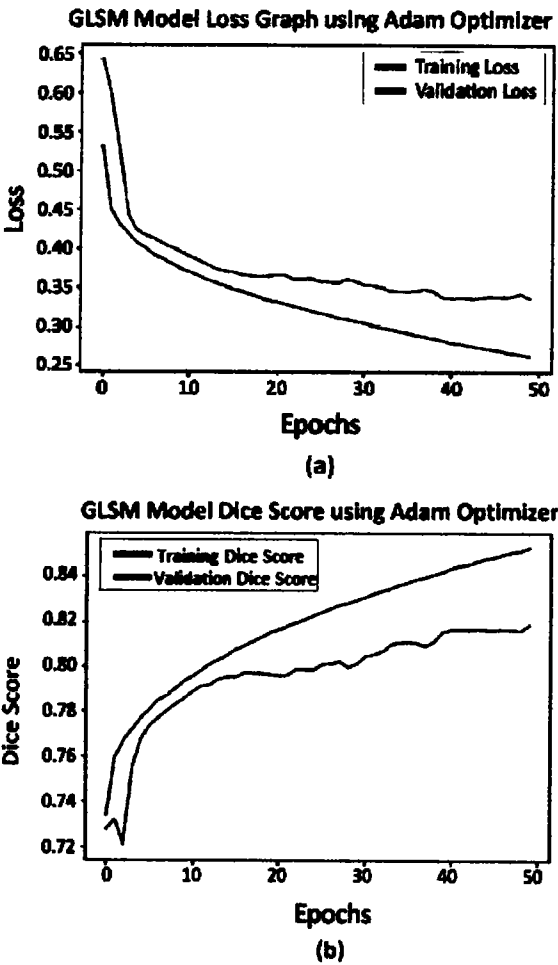 GLSM Model Loss Graph using Adam Optimizer
Training Loss
Validation Loss
0.65
0.60
0.55
0.50
0.45
0.40
0.35
0.30
0.25
Loss
0 10 20 30 40 50
Epochs
(a)
GLSM Model Dice Score using Adam Optimizer
Training Dice Score
Validation Dice Score
0.84
0.82
0.80
0.78
0.76
0.74
0.72
Dice Score
0 10 20 30 40 50
Epochs
(b)